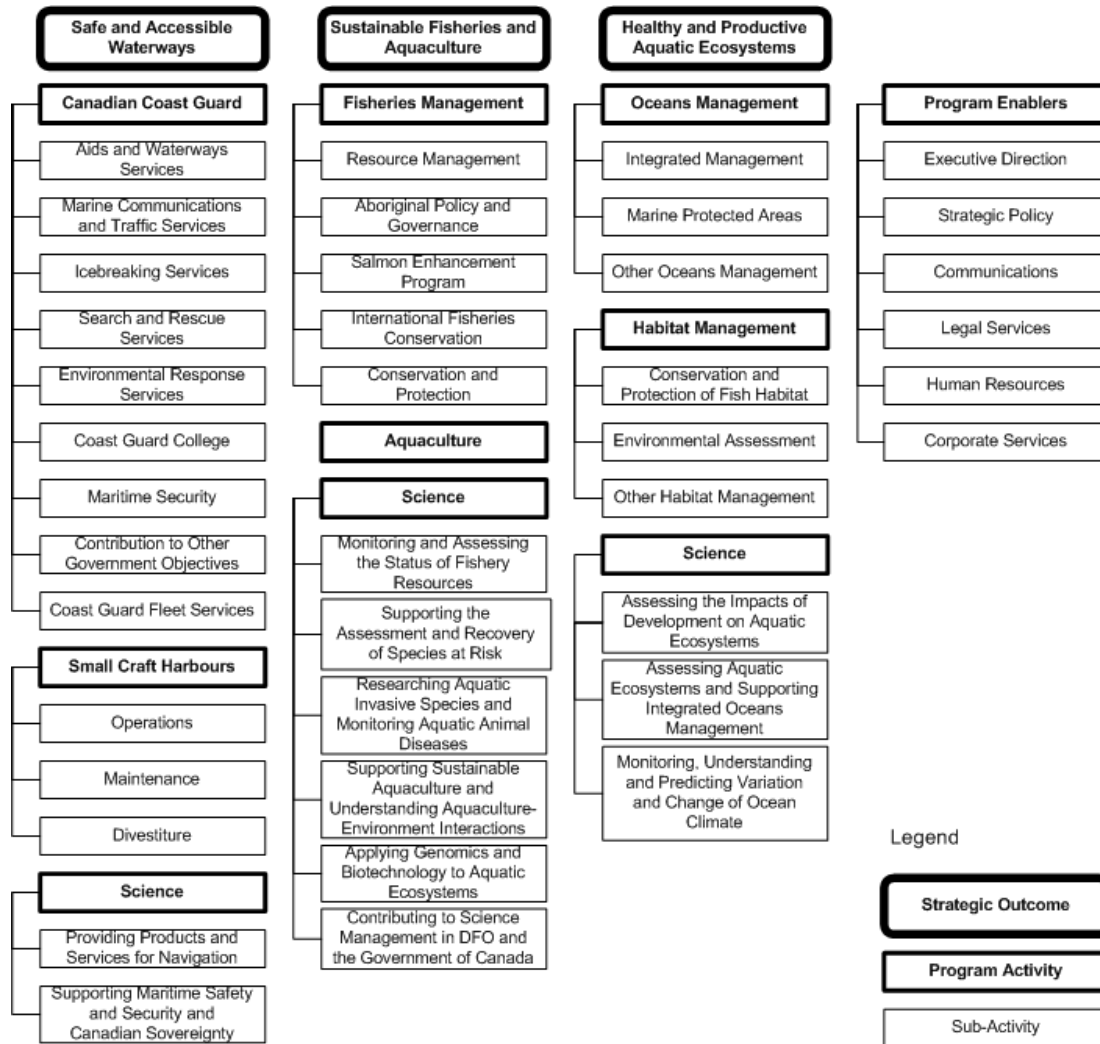 Safe and Accessible
Waterways
Canadian Coast Guard
Aids and Waterways
Services
Marine Communications
and Traffic Services
Icebreaking Services
Search and Rescue
Services
Environmental Response
Services
Coast Guard College
Maritime Security
Contribution to Other
Government Objectives
Coast Guard Fleet Services
Small Craft Harbours
Operations
Maintenance
Divestiture
Science
Providing Products and
Services for Navigation
Supporting Maritime Safety
and Security and
Canadian Sovereignty
Sustainable Fisheries and
Aquaculture
Fisheries Management
Resource Management
Aboriginal Policy and
Governance
Salmon Enhancement
Program
International Fisheries
Conservation
Conservation and
Protection
Aquaculture
Science
Monitoring and Assessing
the Status of Fishery
Resources
Supporting the
Assessment and Recovery
of Species at Risk
Researching Aquatic
Invasive Species and
Monitoring Aquatic Animal
Diseases
Supporting Sustainable
Aquaculture and
Understanding Aquaculture-
Environment Interactions
Applying Genomics and
Biotechnology to Aquatic
Ecosystems
Contributing to Science
Management in DFO and
the Government of Canada
Healthy and Productive
Aquatic Ecosystems
Oceans Management
Integrated Management
Marine Protected Areas
Other Oceans Management
Habitat Management
Conservation and
Protection of Fish Habitat
Environmental Assessment
Other Habitat Management
Science
Assessing the Impacts of
Development on Aquatic
Ecosystems
Assessing Aquatic
Ecosystems and Supporting
Integrated Oceans
Management
Monitoring, Understanding
and Predicting Variation
and Change of Ocean
Climate
Program Enablers
Executive Direction
Strategic Policy
Communications
Legal Services
Human Resources
Corporate Services
Legend
Strategic Outcome
Program Activity
Sub-Activity